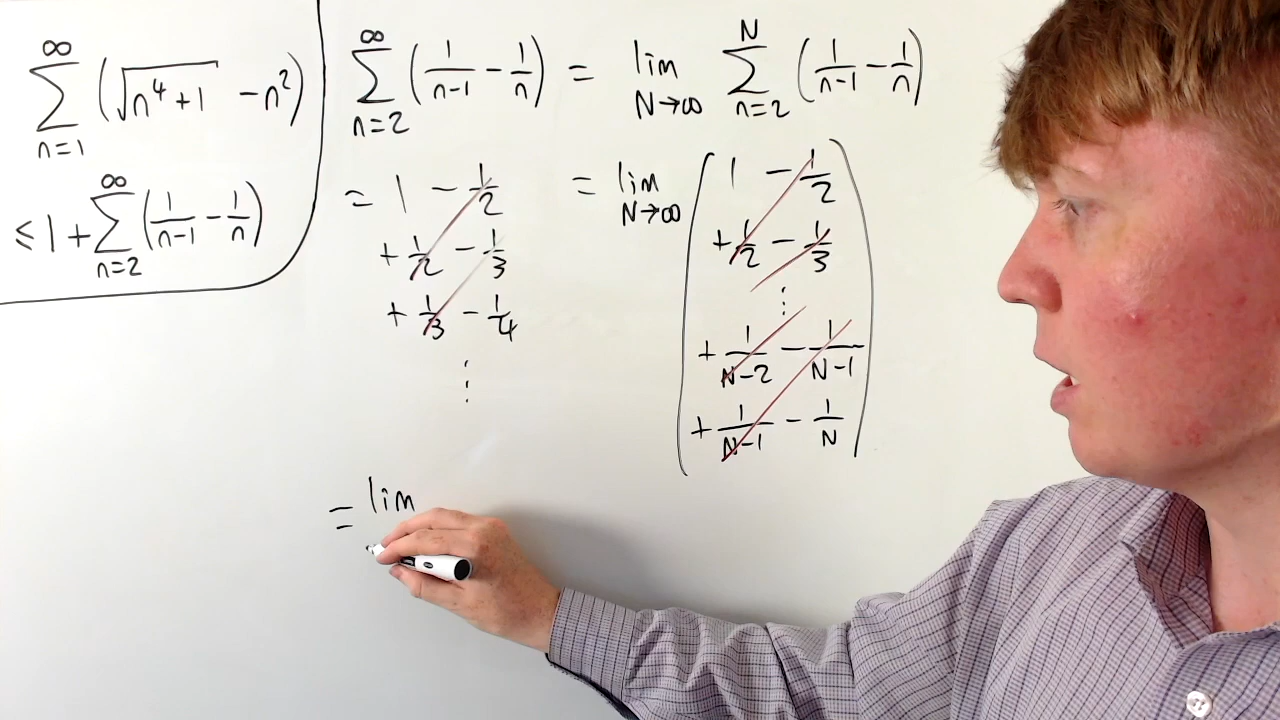 ∞
∑ (√(n⁴+1) − n²)
n=1
∞
≤ 1 + ∑ (1/(n−1) − 1/n)
n=2
∞
∑ (1/(n−1) − 1/n) = lim N→∞ ∑ N n=2 (1/(n−1) − 1/n)
n=2
= 1 − 1/2
+ 1/2 − 1/3
+ 1/3 − 1/4
⋮
= lim N→∞ ( 1 − 1/2
+ 1/2 − 1/3
⋮
+ 1/(N−2) − 1/(N−1)
+ 1/(N−1) − 1/N )
= lim